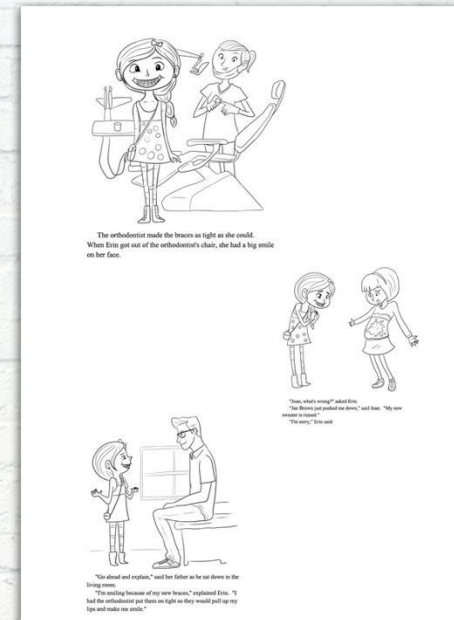 The orthodontist made the braces as tight as she could.
When Erin got out of the orthodontist's chair, she had a big smile
on her face.
"Joan, what's wrong?" asked Erin.
"Jan Brown just pushed me down," said Joan. "My new
sweater is ruined."
"I'm sorry," Erin said.
"Go ahead and explain," said her father as he sat down in the
living room.
"I'm smiling because of my new braces," explained Erin. "I
had the orthodontist put them on tight so they would pull up my
lips and make me smile."